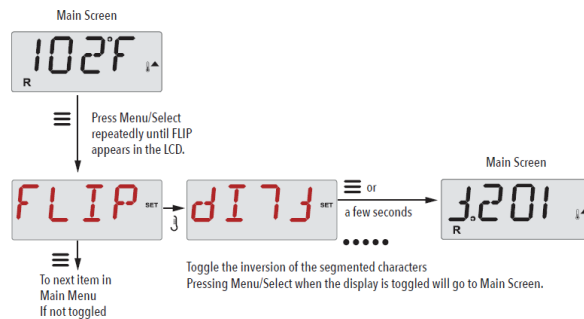 Main Screen
102°F
R
Press Menu/Select
repeatedly until FLIP
appears in the LCD.
Main Screen
FLIP SET
dI7J SET
or
a few seconds
J.201
R
To next item in
Main Menu
If not toggled
Toggle the inversion of the segmented characters
Pressing Menu/Select when the display is toggled will go to Main Screen.